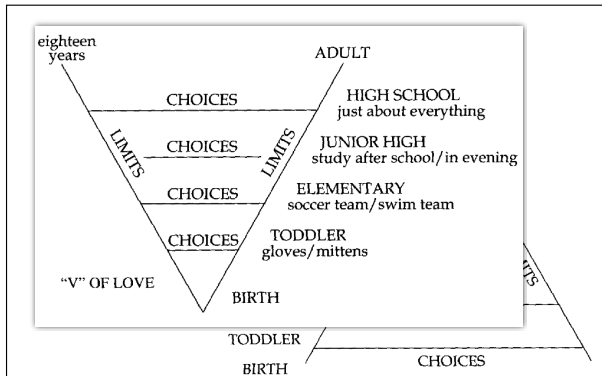 eighteen
years
ADULT
CHOICES
HIGH SCHOOL
just about everything
LIMITS
CHOICES
LIMITS
JUNIOR HIGH
study after school/in evening
CHOICES
ELEMENTARY
soccer team/swim team
CHOICES
TODDLER
gloves/mittens
"V" OF LOVE
BIRTH
TODDLER
CHOICES
BIRTH